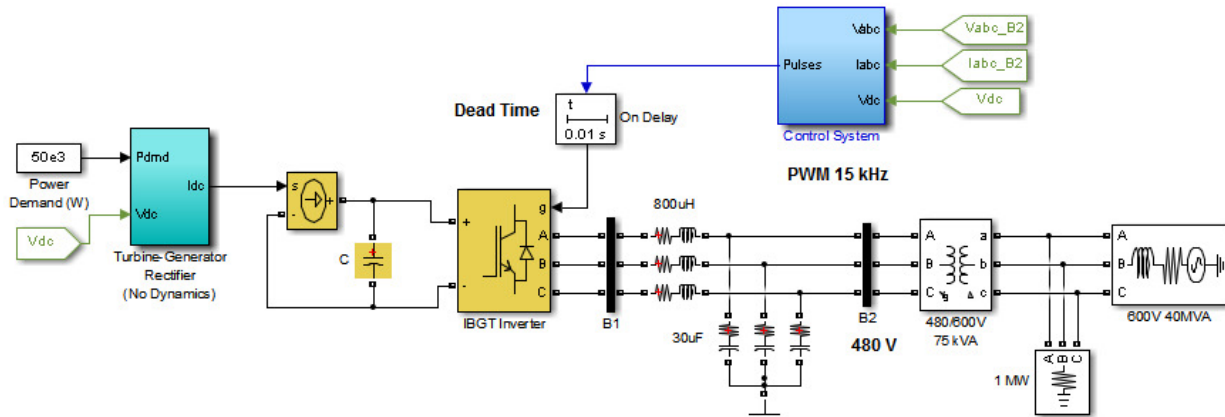 Vabc
Iabc
Vdc
Pulses
Control System
Vabc_B2
Iabc_B2
Vdc
PWM 15 kHz
Dead Time
t
0.01 s
On Delay
50e3
Power
Demand (W)
Vdc
Pdmd
Vdc
Idc
Turbine-Generator
Rectifier
(No Dynamics)
s
-
+
C
+
-
g
A
B
C
IBGT Inverter
B1
800uH
30uF
B2
480 V
A
B
C
a
b
c
Yg
Δ
480/600V
75 kVA
A
B
C
600V 40MVA
1 MW
A
B
C